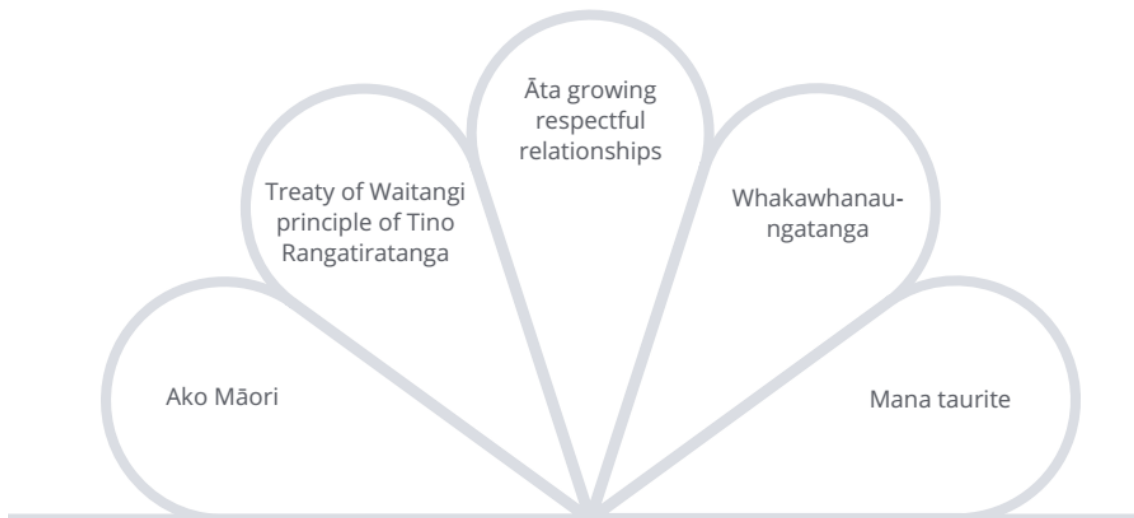 Āta growing
respectful
relationships
Treaty of Waitangi
principle of Tino
Rangatiratanga
Whakawhanau-
ngatanga
Ako Māori
Mana taurite